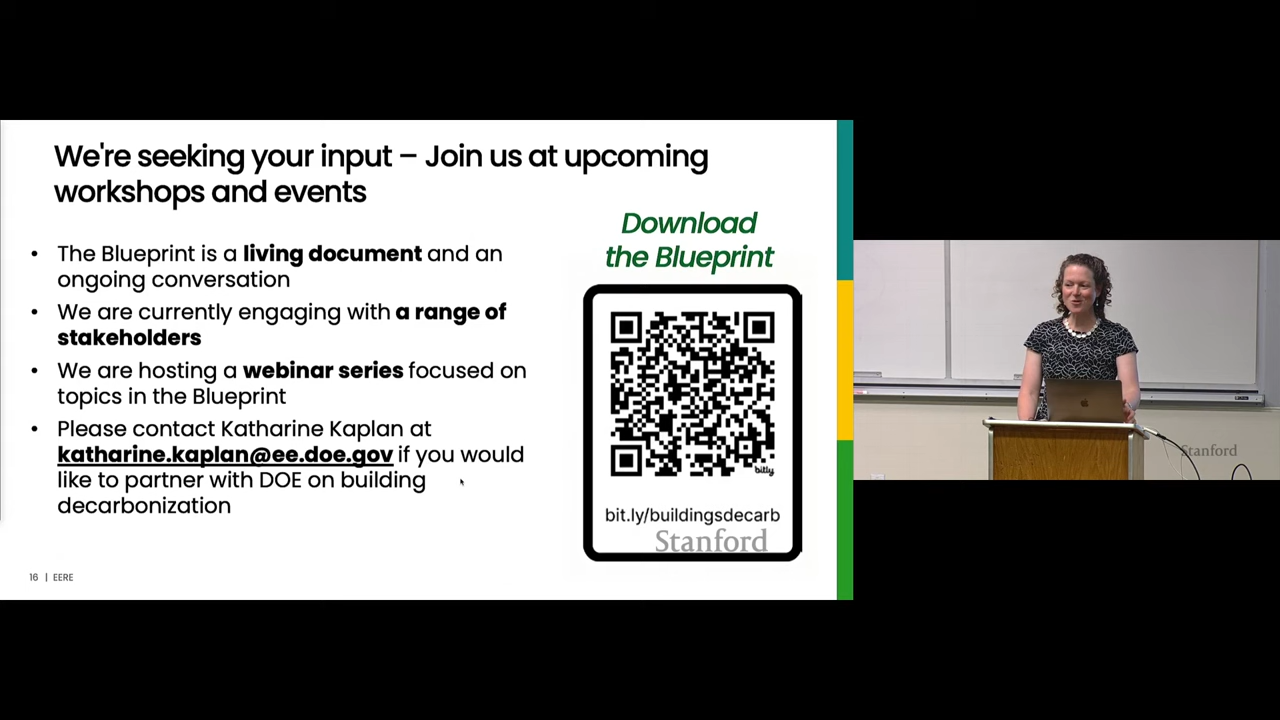 We're seeking your input – Join us at upcoming
workshops and events
• The Blueprint is a living document and an
ongoing conversation
• We are currently engaging with a range of
stakeholders
• We are hosting a webinar series focused on
topics in the Blueprint
• Please contact Katharine Kaplan at
katharine.kaplan@ee.doe.gov if you would
like to partner with DOE on building
decarbonization
Download
the Blueprint
bitly
bit.ly/buildingsdecarb
Stanford
16 | EERE
Stanford